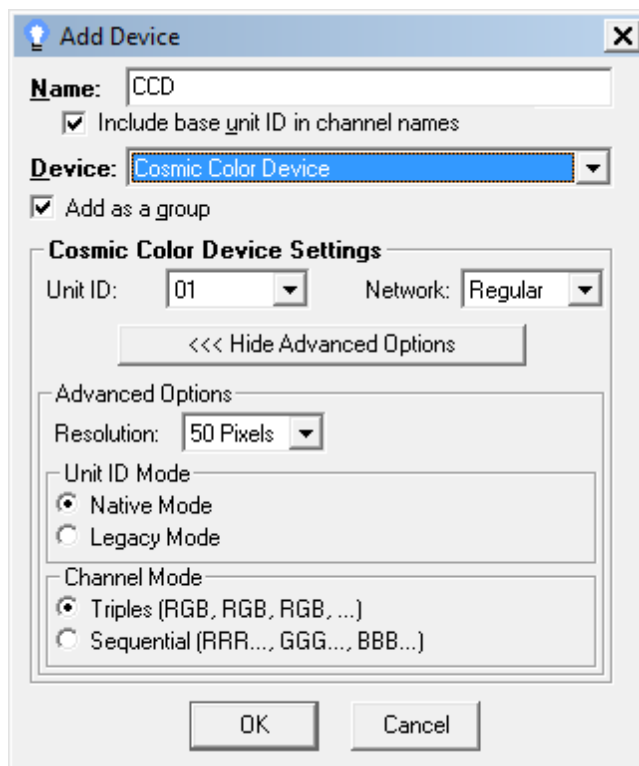 Add Device
Name: CCD
Include base unit ID in channel names
Device: Cosmic Color Device
Add as a group
Cosmic Color Device Settings
Unit ID: 01 Network: Regular
<<< Hide Advanced Options
Advanced Options
Resolution: 50 Pixels
Unit ID Mode
Native Mode
Legacy Mode
Channel Mode
Triples (RGB, RGB, RGB, ...)
Sequential (RRR..., GGG..., BBB...)
OK Cancel